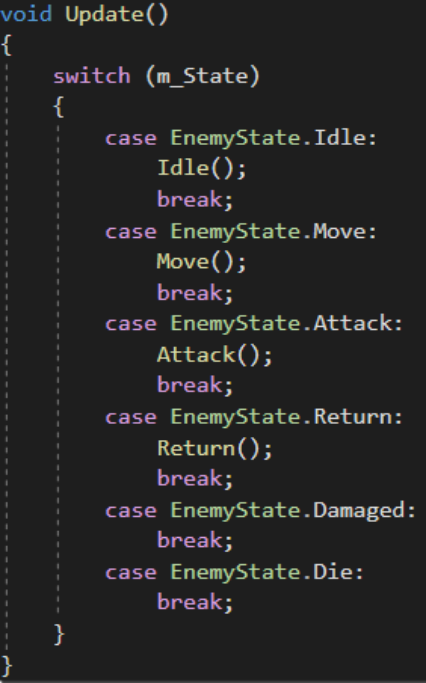 void Update()
{
    switch (m_State)
    {
        case EnemyState.Idle:
            Idle();
            break;
        case EnemyState.Move:
            Move();
            break;
        case EnemyState.Attack:
            Attack();
            break;
        case EnemyState.Return:
            Return();
            break;
        case EnemyState.Damaged:
            break;
        case EnemyState.Die:
            break;
    }
}